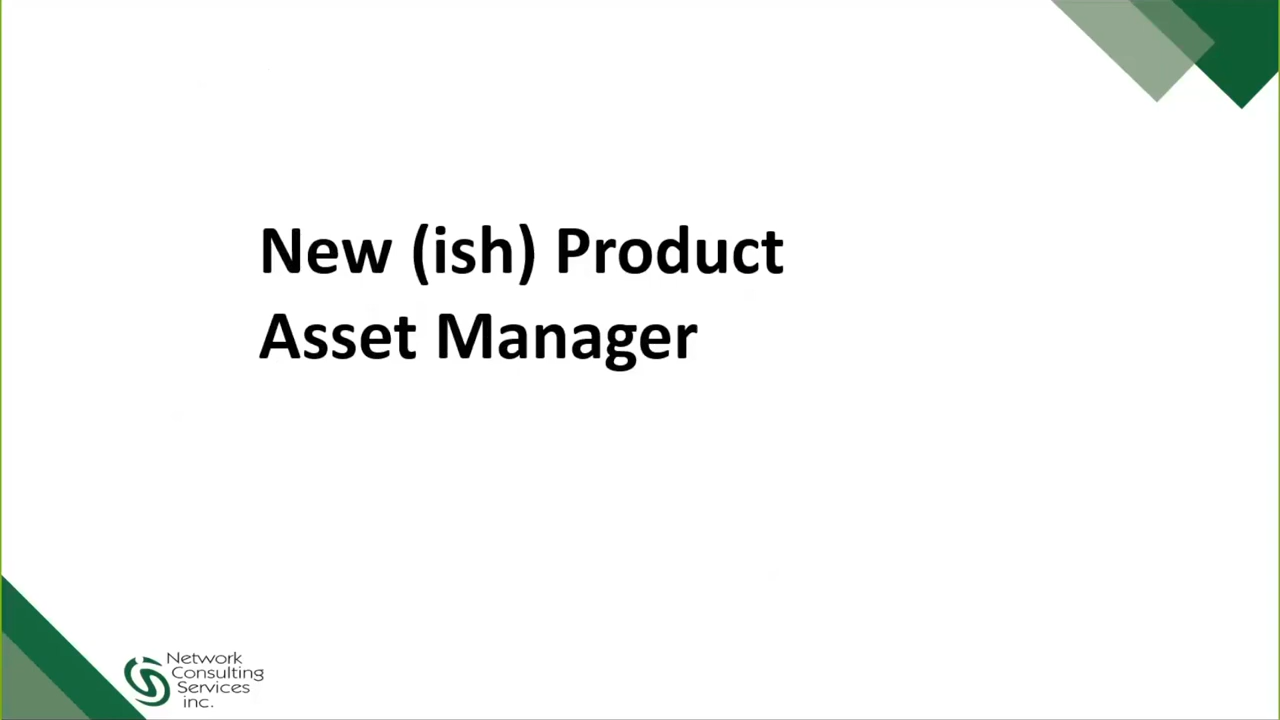 New (ish) Product
Asset Manager
Network
Consulting
Services
inc.